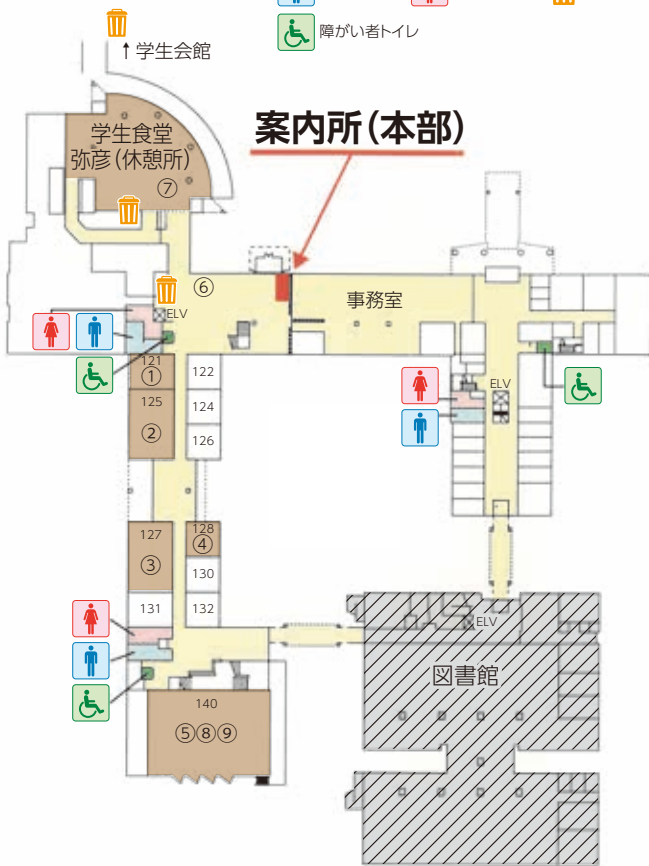 障がい者トイレ
↑学生会館
案内所(本部)
学生食堂
弥彦(休憩所)
⑦
⑥
事務室
ELV
121
①
122
125
②
124
126
ELV
127
③
128
④
130
131
132
ELV
図書館
140
⑤⑧⑨